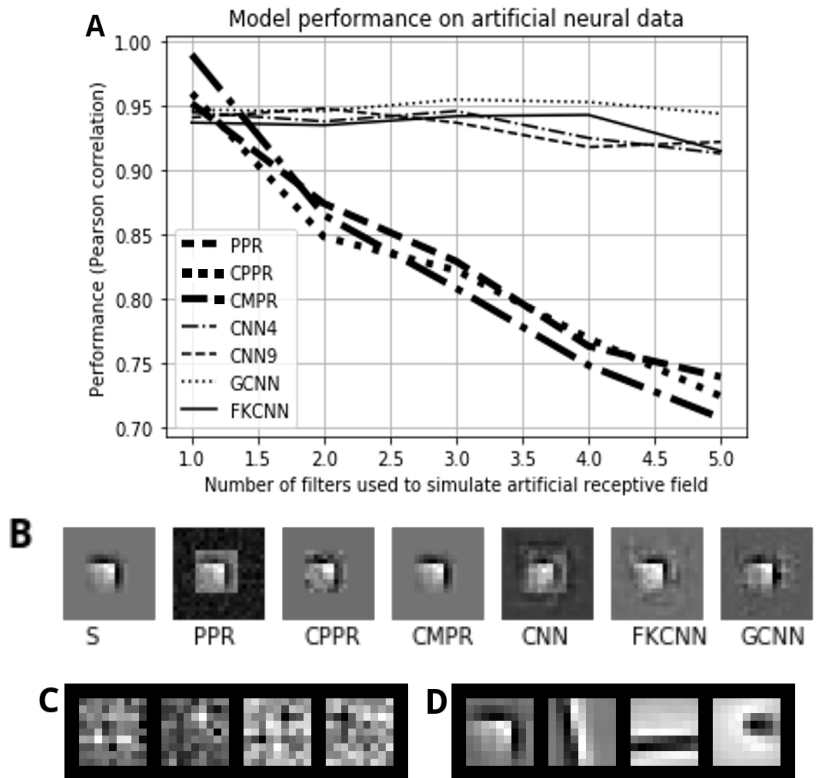 A
Model performance on artificial neural data
Performance (Pearson correlation)
1.00
0.95
0.90
0.85
0.80
0.75
0.70
PPR
CPPR
CMPR
CNN4
CNN9
GCNN
FKCNN
1.0 1.5 2.0 2.5 3.0 3.5 4.0 4.5 5.0
Number of filters used to simulate artificial receptive field
B
S PPR CPPR CMPR CNN FKCNN GCNN
C D